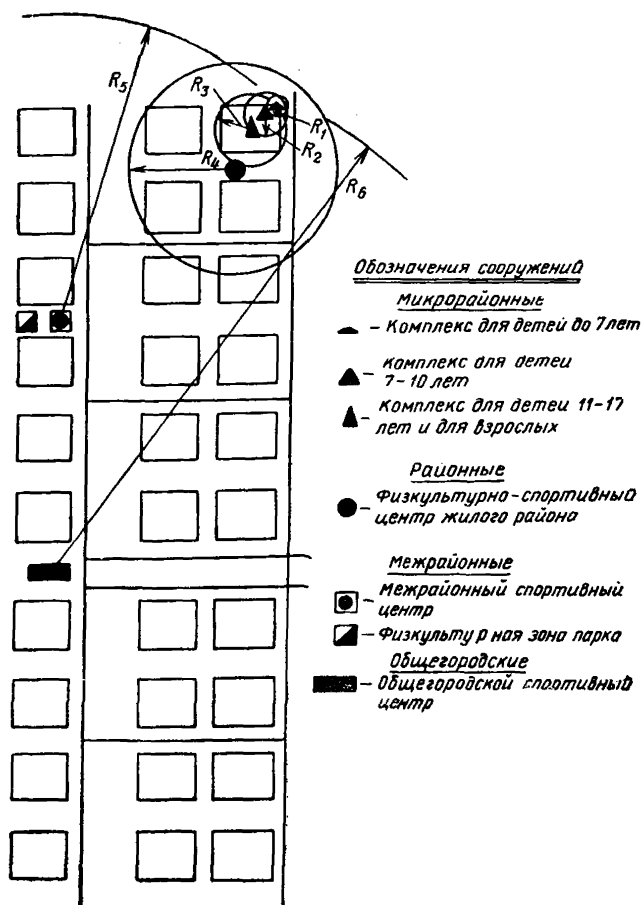 R5
R3
R1
R2
R4
R6
Обозначения сооружений
Микрорайонные
– Комплекс для детей до 7 лет
Комплекс для детей
7–10 лет
Комплекс для детей 11–17
лет и для взрослых
Районные
– Физкультурно-спортивный
центр жилого района
Межрайонные
– Межрайонный спортивный
центр
– Физкультурная зона парка
Общегородские
– Общегородской спортивный
центр